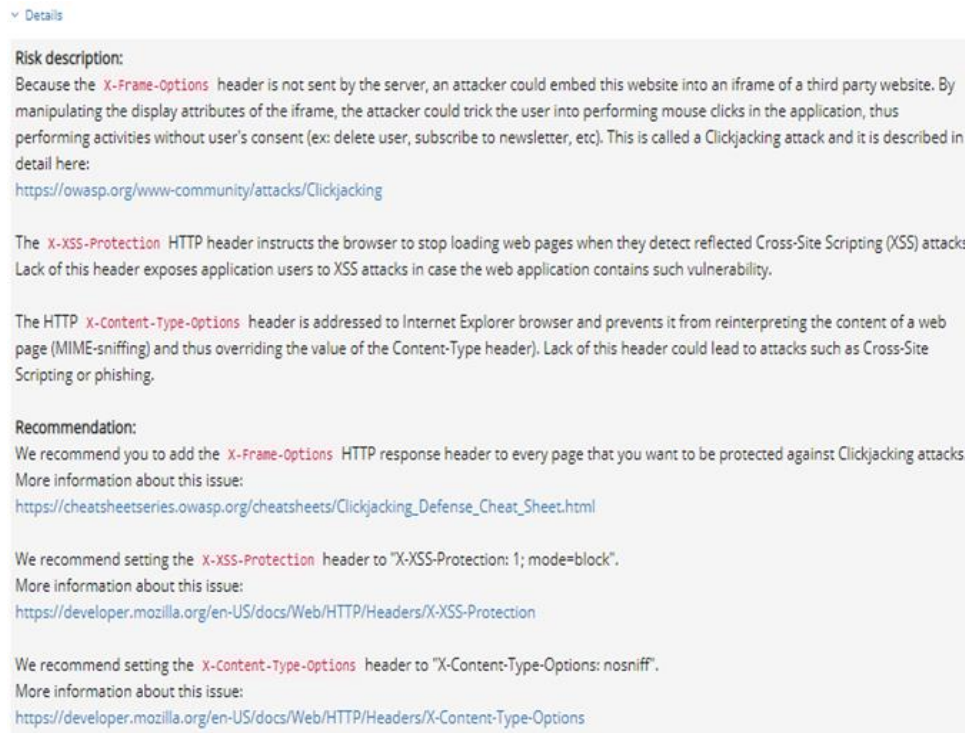 Details
Risk description:
Because the X-Frame-Options header is not sent by the server, an attacker could embed this website into an iframe of a third party website. By
manipulating the display attributes of the iframe, the attacker could trick the user into performing mouse clicks in the application, thus
performing activities without user's consent (ex: delete user, subscribe to newsletter, etc). This is called a Clickjacking attack and it is described in
detail here:
https://owasp.org/www-community/attacks/Clickjacking
The X-XSS-Protection HTTP header instructs the browser to stop loading web pages when they detect reflected Cross-Site Scripting (XSS) attacks
Lack of this header exposes application users to XSS attacks in case the web application contains such vulnerability.
The HTTP X-Content-Type-Options header is addressed to Internet Explorer browser and prevents it from reinterpreting the content of a web
page (MIME-sniffing) and thus overriding the value of the Content-Type header). Lack of this header could lead to attacks such as Cross-Site
Scripting or phishing.
Recommendation:
We recommend you to add the X-Frame-Options HTTP response header to every page that you want to be protected against Clickjacking attacks
More information about this issue:
https://cheatsheetseries.owasp.org/cheatsheets/Clickjacking_Defense_Cheat_Sheet.html
We recommend setting the X-XSS-Protection header to "X-XSS-Protection: 1; mode=block".
More information about this issue:
https://developer.mozilla.org/en-US/docs/Web/HTTP/Headers/X-XSS-Protection
We recommend setting the X-Content-Type-Options header to "X-Content-Type-Options: nosniff".
More information about this issue:
https://developer.mozilla.org/en-US/docs/Web/HTTP/Headers/X-Content-Type-Options